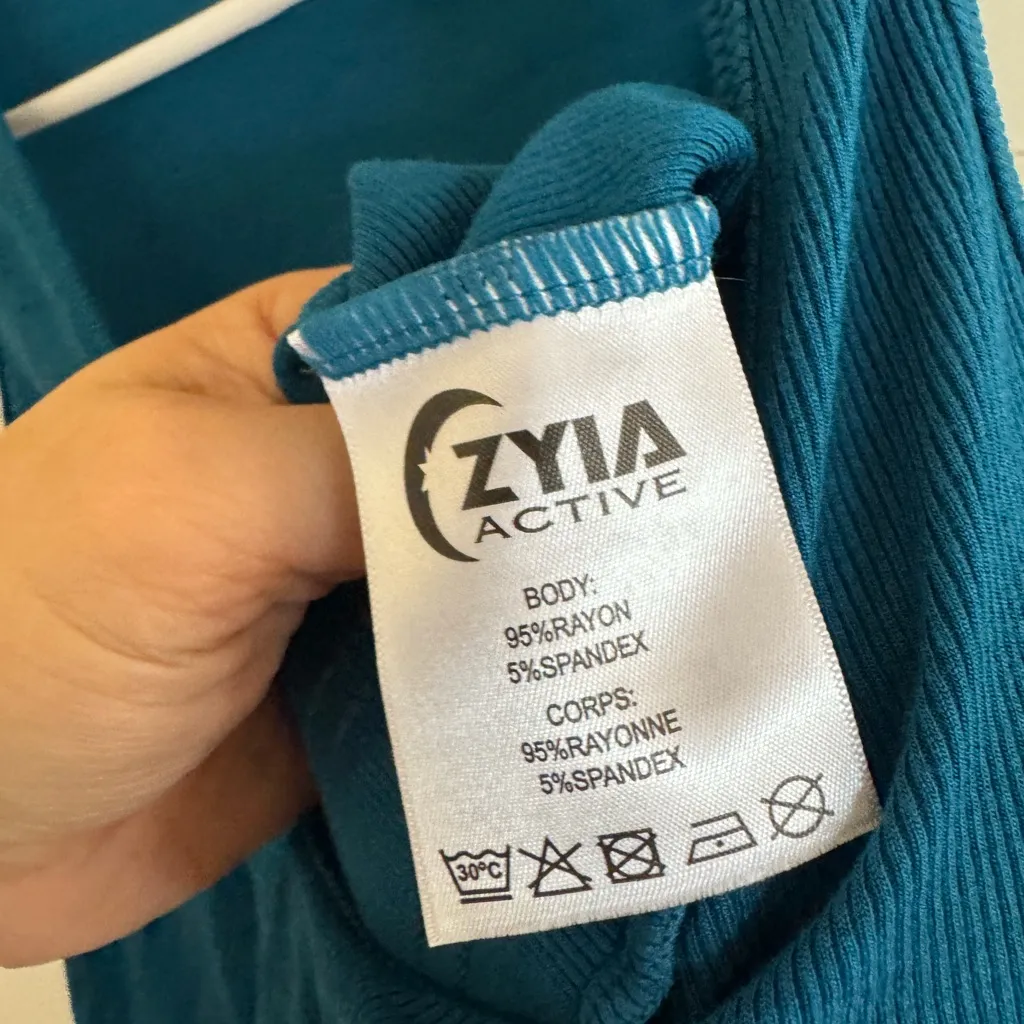 ZYIA
ACTIVE
BODY:
95%RAYON
5%SPANDEX
CORPS:
95%RAYONNE
5%SPANDEX
30°C